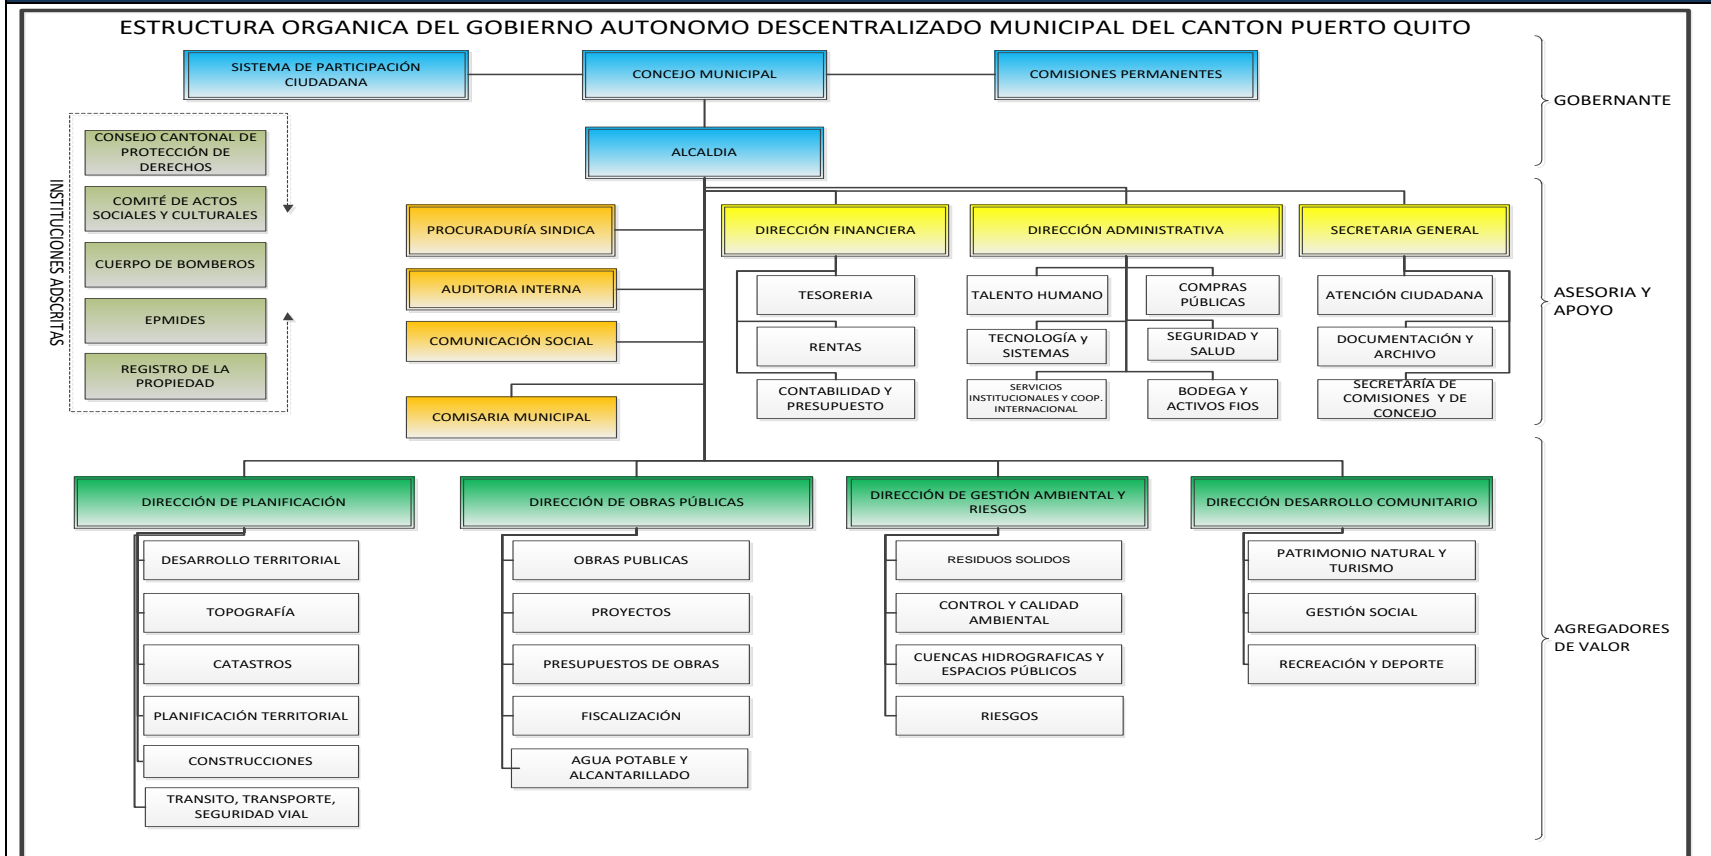 ESTRUCTURA ORGANICA DEL GOBIERNO AUTONOMO DESCENTRALIZADO MUNICIPAL DEL CANTON PUERTO QUITO
SISTEMA DE PARTICIPACIÓN
CIUDADANA
CONCEJO MUNICIPAL
COMISIONES PERMANENTES
GOBERNANTE
ALCALDIA
INSTITUCIONES ADSCRITAS
CONSEJO CANTONAL DE
PROTECCIÓN DE
DERECHOS
COMITÉ DE ACTOS
SOCIALES Y CULTURALES
CUERPO DE BOMBEROS
EPMIDES
REGISTRO DE LA
PROPIEDAD
PROCURADURÍA SINDICA
AUDITORIA INTERNA
COMUNICACIÓN SOCIAL
COMISARIA MUNICIPAL
DIRECCIÓN FINANCIERA
TESORERIA
RENTAS
CONTABILIDAD Y
PRESUPUESTO
DIRECCIÓN ADMINISTRATIVA
TALENTO HUMANO
TECNOLOGÍA y
SISTEMAS
SERVICIOS
INSTITUCIONALES Y COOP.
INTERNACIONAL
COMPRAS
PÚBLICAS
SEGURIDAD Y
SALUD
BODEGA Y
ACTIVOS FIOS
SECRETARIA GENERAL
ATENCIÓN CIUDADANA
DOCUMENTACIÓN Y
ARCHIVO
SECRETARÍA DE
COMISIONES Y DE
CONCEJO
ASESORIA Y
APOYO
DIRECCIÓN DE PLANIFICACIÓN
DESARROLLO TERRITORIAL
TOPOGRAFÍA
CATASTROS
PLANIFICACIÓN TERRITORIAL
CONSTRUCCIONES
TRANSITO, TRANSPORTE,
SEGURIDAD VIAL
DIRECCIÓN DE OBRAS PÚBLICAS
OBRAS PUBLICAS
PROYECTOS
PRESUPUESTOS DE OBRAS
FISCALIZACIÓN
AGUA POTABLE Y
ALCANTARILLADO
DIRECCIÓN DE GESTIÓN AMBIENTAL Y
RIESGOS
RESIDUOS SOLIDOS
CONTROL Y CALIDAD
AMBIENTAL
CUENCAS HIDROGRAFICAS Y
ESPACIOS PÚBLICOS
RIESGOS
DIRECCIÓN DESARROLLO COMUNITARIO
PATRIMONIO NATURAL Y
TURISMO
GESTIÓN SOCIAL
RECREACIÓN Y DEPORTE
AGREGADORES
DE VALOR